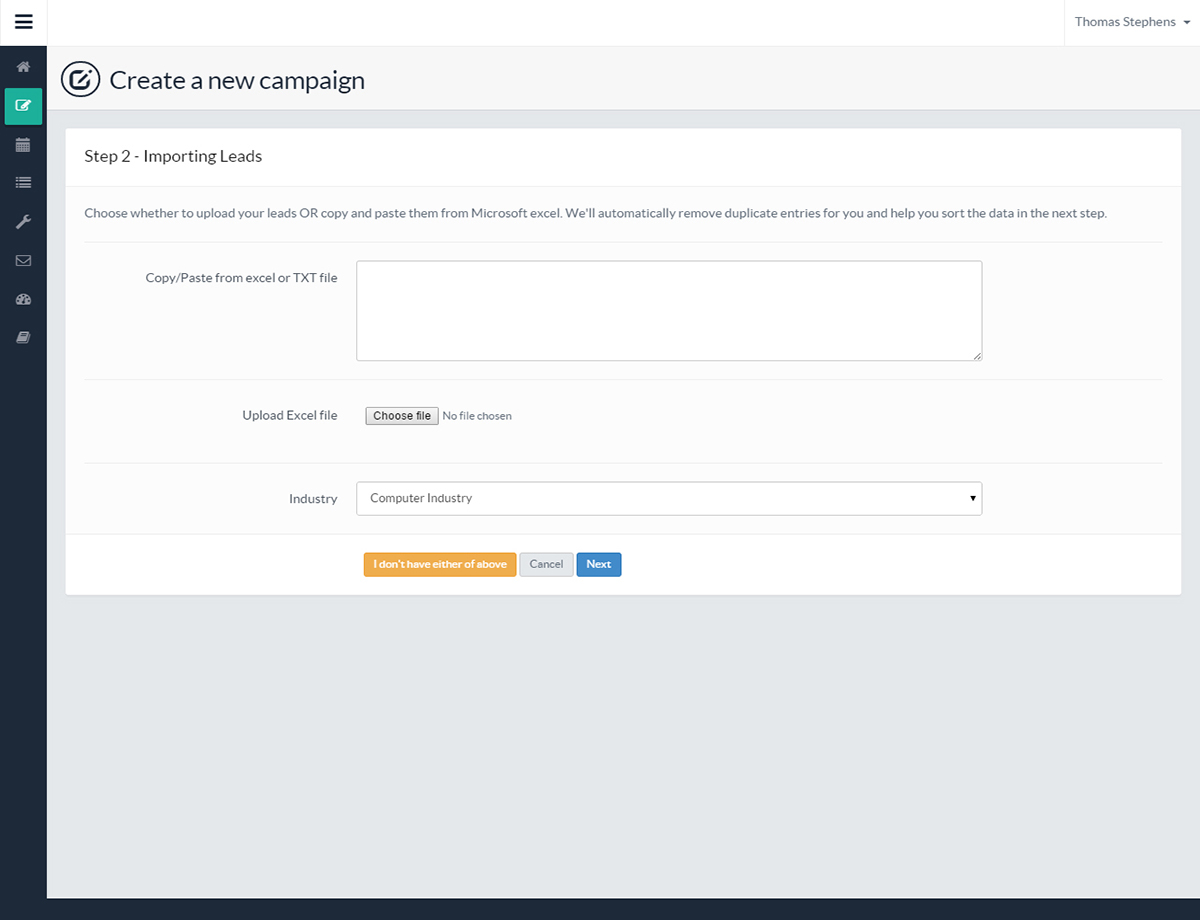 Thomas Stephens
Create a new campaign
Step 2 - Importing Leads
Choose whether to upload your leads OR copy and paste them from Microsoft excel. We'll automatically remove duplicate entries for you and help you sort the data in the next step.
Copy/Paste from excel or TXT file
Upload Excel file Choose file No file chosen
Industry Computer Industry
I don't have either of above Cancel Next